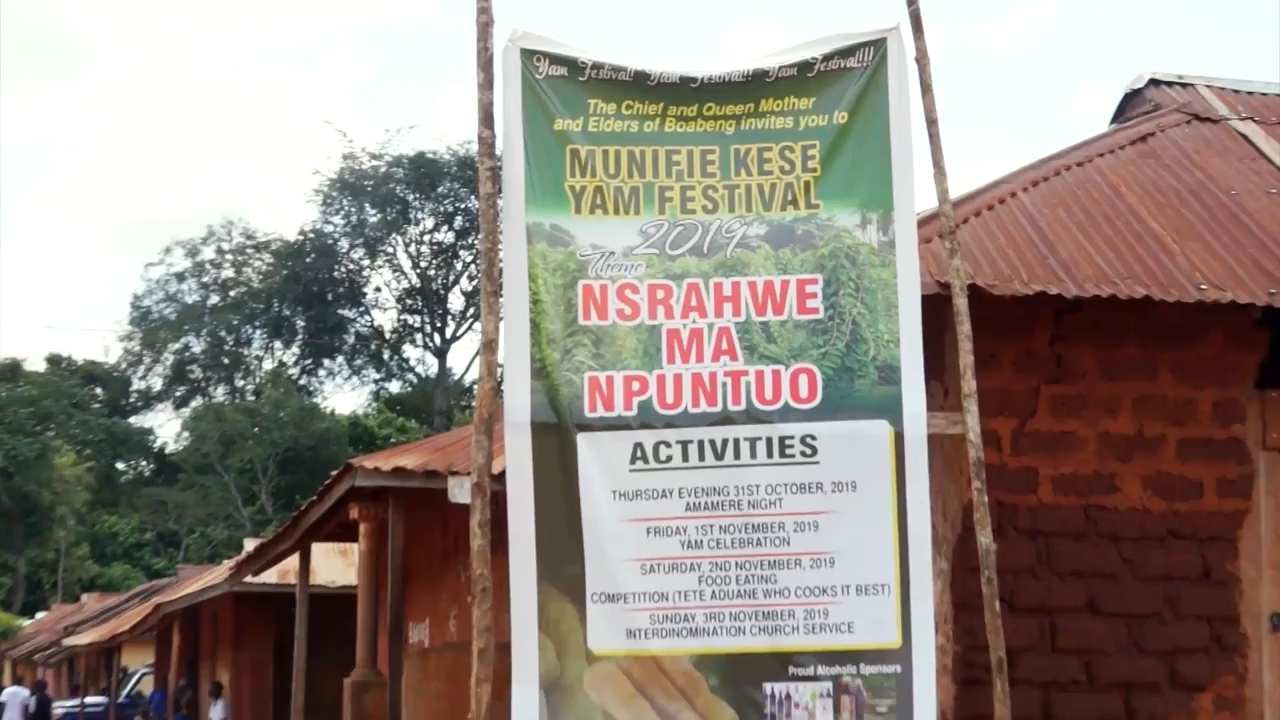 Yam Festival! Yam Festival!! Yam Festival!!!
The Chief and Queen Mother
and Elders of Boabeng invites you to
MUNIFIE KESE
YAM FESTIVAL
2019
Theme
NSRAHWE
MA
NPUNTUO
ACTIVITIES
THURSDAY EVENING 31ST OCTOBER, 2019
AMAMERE NIGHT
FRIDAY, 1ST NOVEMBER, 2019
YAM CELEBRATION
SATURDAY, 2ND NOVEMBER, 2019
FOOD EATING
COMPETITION (TETE ADUANE WHO COOKS IT BEST)
SUNDAY, 3RD NOVEMBER, 2019
INTERDINOMINATION CHURCH SERVICE
Proud Alcoholic Sponsors